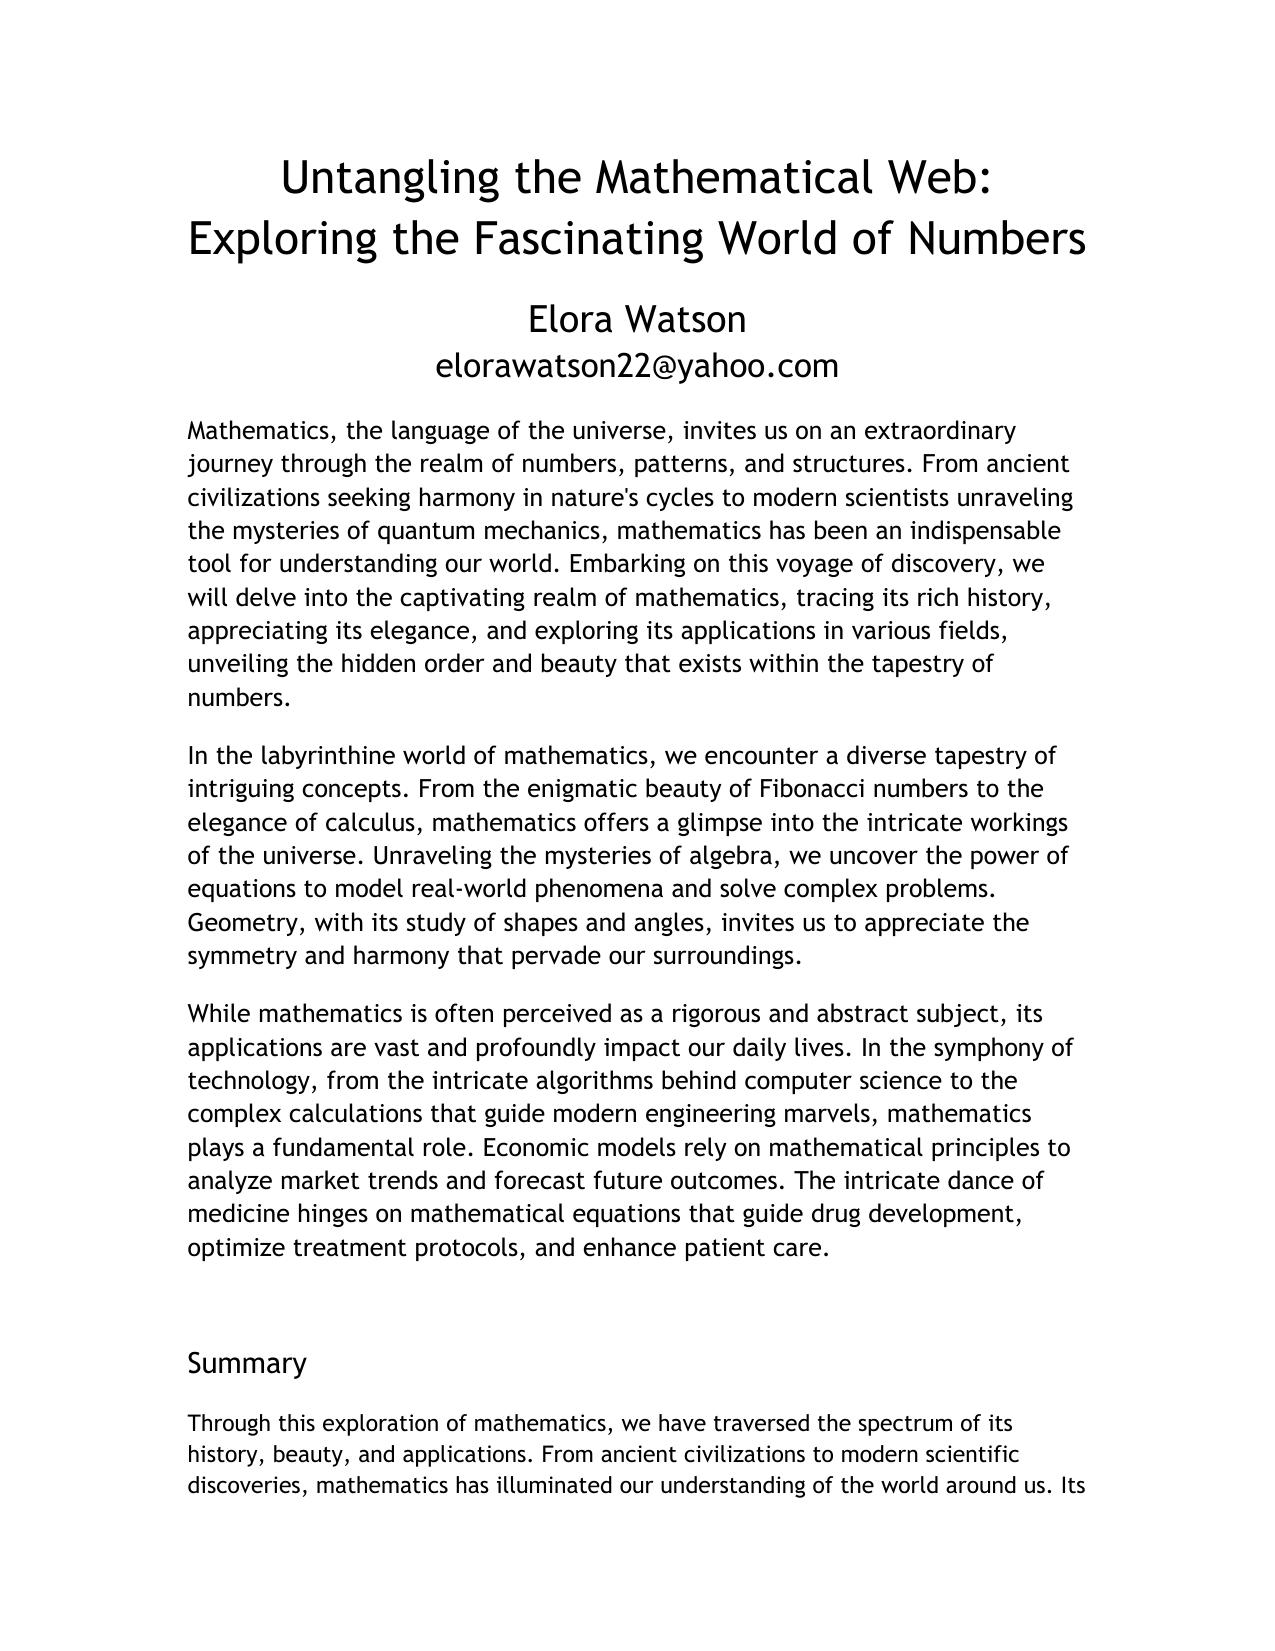 Untangling the Mathematical Web:
Exploring the Fascinating World of Numbers
Elora Watson
elorawatson22@yahoo.com
Mathematics, the language of the universe, invites us on an extraordinary
journey through the realm of numbers, patterns, and structures. From ancient
civilizations seeking harmony in nature's cycles to modern scientists unraveling
the mysteries of quantum mechanics, mathematics has been an indispensable
tool for understanding our world. Embarking on this voyage of discovery, we
will delve into the captivating realm of mathematics, tracing its rich history,
appreciating its elegance, and exploring its applications in various fields,
unveiling the hidden order and beauty that exists within the tapestry of
numbers.
In the labyrinthine world of mathematics, we encounter a diverse tapestry of
intriguing concepts. From the enigmatic beauty of Fibonacci numbers to the
elegance of calculus, mathematics offers a glimpse into the intricate workings
of the universe. Unraveling the mysteries of algebra, we uncover the power of
equations to model real-world phenomena and solve complex problems.
Geometry, with its study of shapes and angles, invites us to appreciate the
symmetry and harmony that pervade our surroundings.
While mathematics is often perceived as a rigorous and abstract subject, its
applications are vast and profoundly impact our daily lives. In the symphony of
technology, from the intricate algorithms behind computer science to the
complex calculations that guide modern engineering marvels, mathematics
plays a fundamental role. Economic models rely on mathematical principles to
analyze market trends and forecast future outcomes. The intricate dance of
medicine hinges on mathematical equations that guide drug development,
optimize treatment protocols, and enhance patient care.
Summary
Through this exploration of mathematics, we have traversed the spectrum of its
history, beauty, and applications. From ancient civilizations to modern scientific
discoveries, mathematics has illuminated our understanding of the world around us. Its